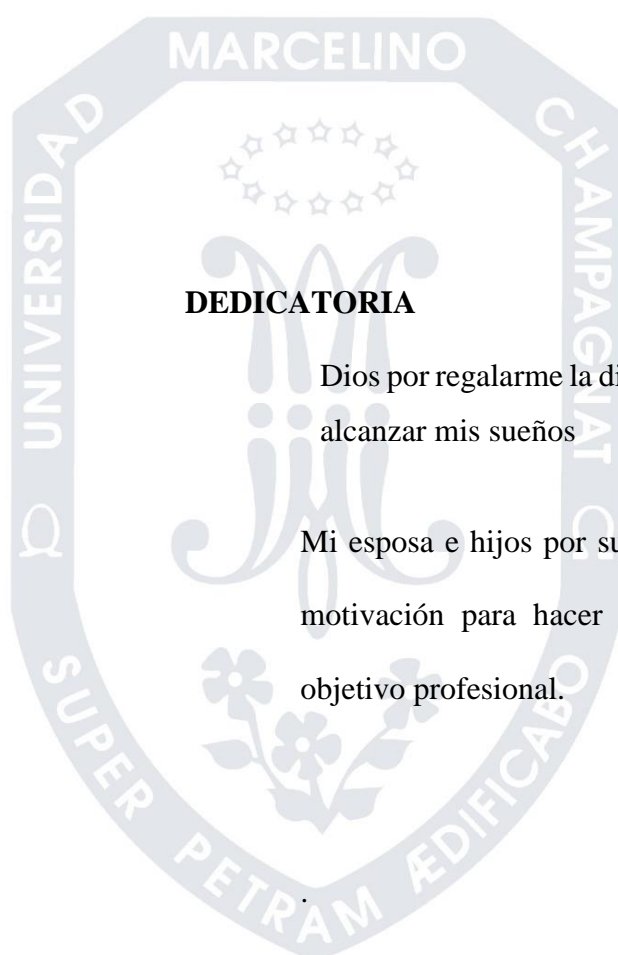 MARCELINO
UNIVERSIDAD
CHAMPAGNAT
DEDICATORIA
Dios por regalarme la di
alcanzar mis sueños
Mi esposa e hijos por su
motivación para hacer
objetivo profesional.
.
SUPER PETRAM ÆDIFICABO